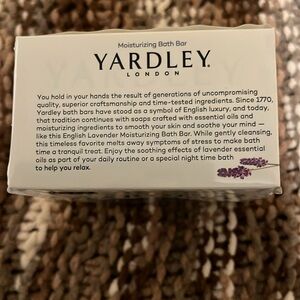 Moisturizing Bath Bar
YARDLEY
LONDON
You hold in your hands the result of generations of uncompromising
quality, superior craftsmanship and time-tested ingredients. Since 1770,
Yardley bath bars have stood as a symbol of English luxury, and today,
that tradition continues with soaps crafted with essential oils and
moisturizing ingredients to smooth your skin and soothe your mind —
like this English Lavender Moisturizing Bath Bar. While gently cleansing,
this timeless favorite melts away symptoms of stress to make bath
time a tranquil treat. Enjoy the soothing effects of lavender essential
oils as part of your daily routine or a special night time bath
to help you relax.